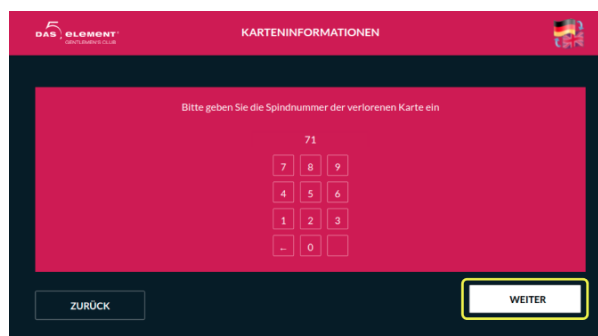 DAS 5 ELEMENT
GENTLEMEN'S CLUB
KARTENINFORMATIONEN
Bitte geben Sie die Spindnummer der verlorenen Karte ein
71
7 8 9
4 5 6
1 2 3
← 0
ZURÜCK
WEITER